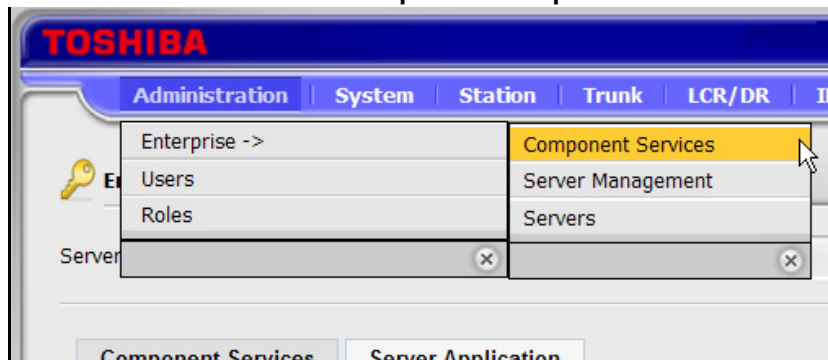 TOSHIBA
Administration System Station Trunk LCR/DR
Enterprise -> Component Services
Users Server Management
Roles Servers
Server
Component Services Server Application